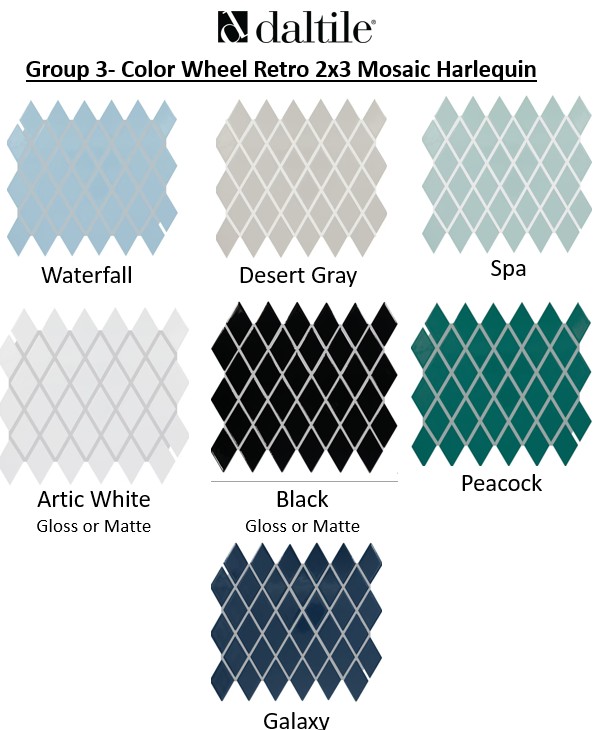 daltile®
Group 3- Color Wheel Retro 2x3 Mosaic Harlequin
Waterfall
Desert Gray
Spa
Artic White
Gloss or Matte
Black
Gloss or Matte
Peacock
Galaxy